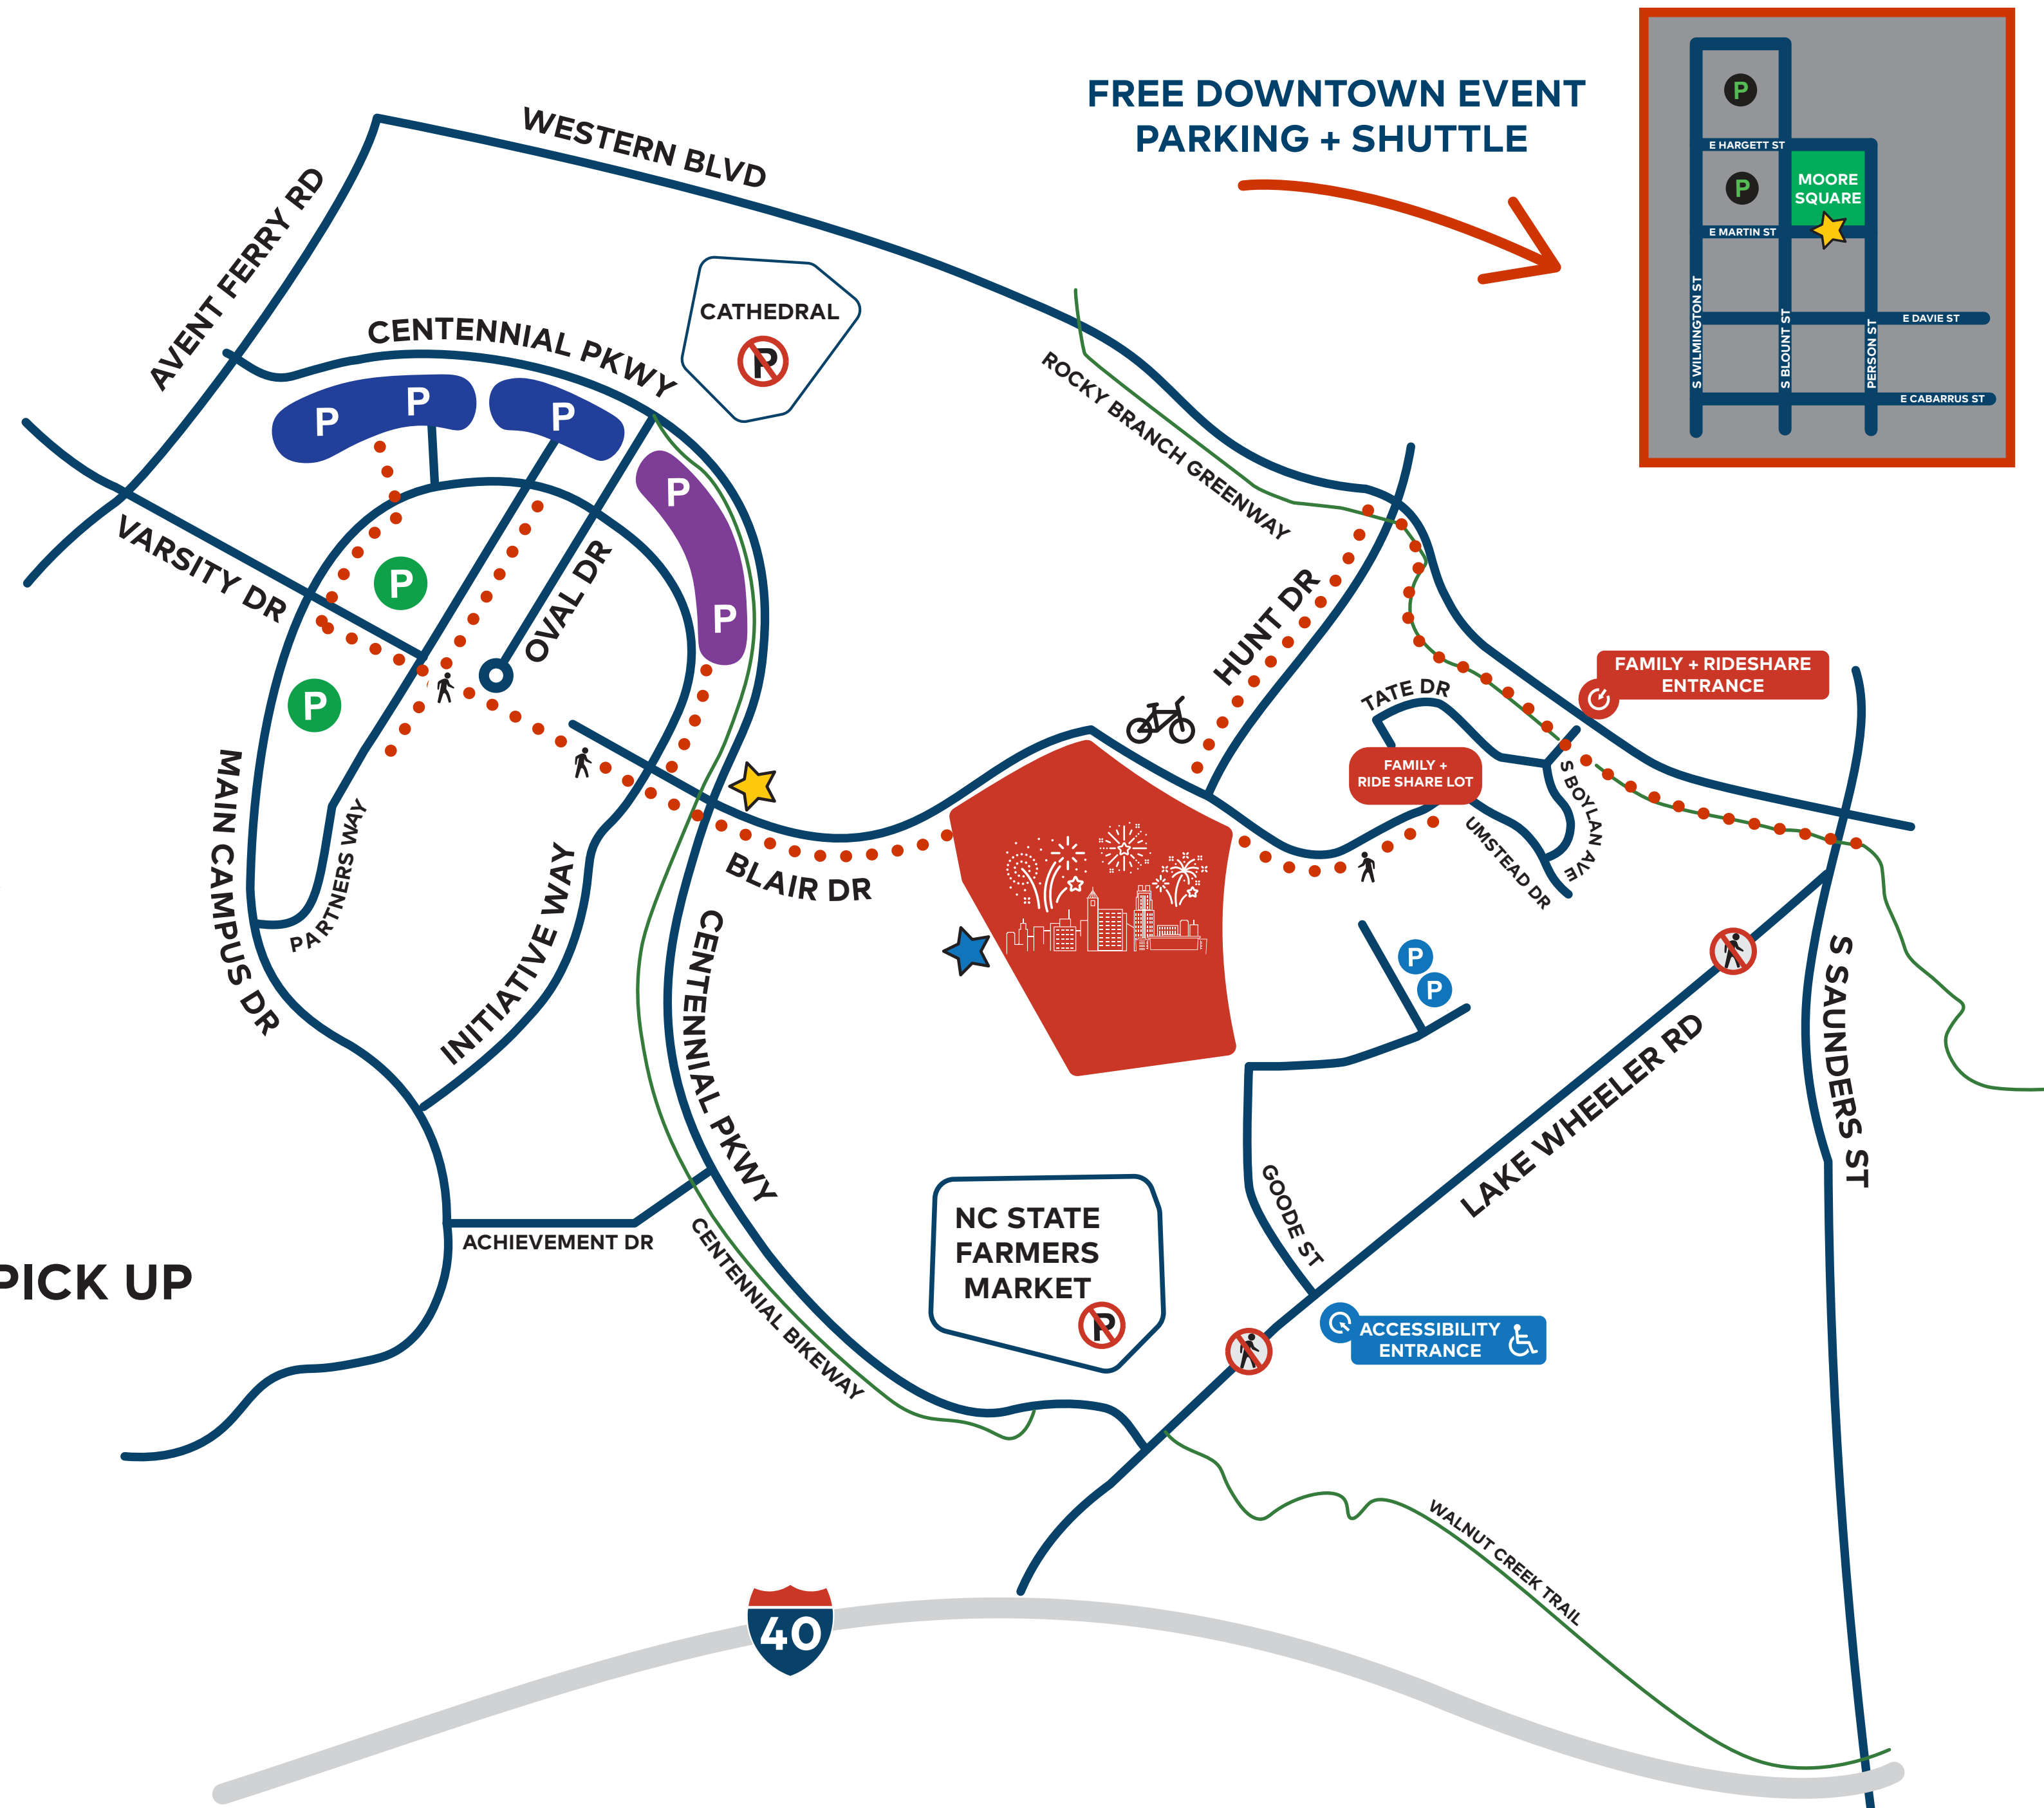 FREE DOWNTOWN EVENT
PARKING + SHUTTLE
P
E HARGETT ST
P
MOORE
SQUARE
E MARTIN ST
S WILMINGTON ST
S BLOUNT ST
PERSON ST
E DAVIE ST
E CABARRUS ST
WESTERN BLVD
AVENT FERRY RD
CENTENNIAL PKWY
CATHEDRAL
P
P
P
P
P
P
ROCKY BRANCH GREENWAY
VARSITY DR
P
P
OVAL DR
HUNT DR
TATE DR
FAMILY + RIDESHARE
ENTRANCE
FAMILY +
RIDE SHARE LOT
S BOYLAN AVE
UMSTEAD DR
MAIN CAMPUS DR
PARTNERS WAY
INITIATIVE WAY
BLAIR DR
CENTENNIAL PKWY
P
P
S SAUNDERS ST
LAKE WHEELER RD
GOODE ST
NC STATE
FARMERS
MARKET
P
ACHIEVEMENT DR
CENTENNIAL BIKEWAY
PICK UP
ACCESSIBILITY
ENTRANCE
WALNUT CREEK TRAIL
40